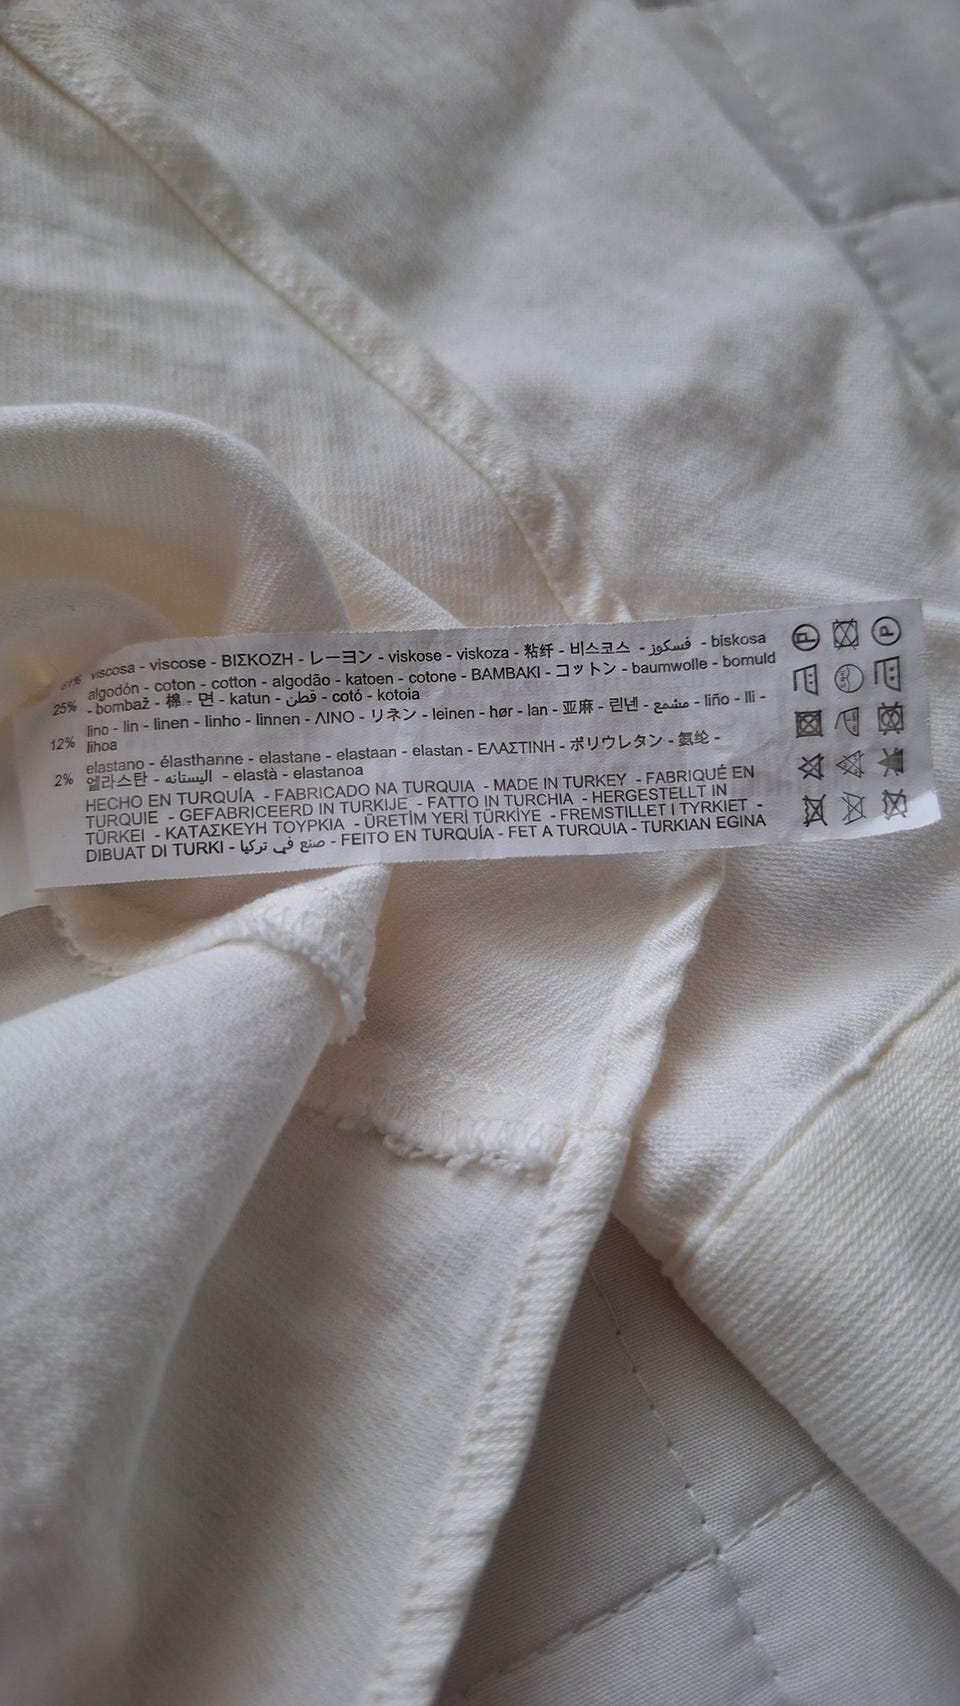 61% viscosa - viscose - ΒΙΣΚΟΖΗ - レーヨン - viskose - viskoza - 粘纤 - 비스코스 - فسكوز - biskosa
25% algodón - coton - cotton - algodão - katoen - cotone - BAMBAKI - コットン - baumwolle - bomuld
- bombaž - 棉 - 면 - katun - قطن - cotó - kotoia
12% lino - lin - linen - linho - linnen - ΛΙΝΟ - リネン - leinen - hør - lan - 亚麻 - 린넨 - مشمع - liño - lli -
lihoa
2% elastano - élasthanne - elastane - elastaan - elastan - ΕΛΑΣΤΙΝΗ - ポリウレタン - 氨纶 -
엘라스탄 - اليستانه - elastà - elastanoa
HECHO EN TURQUÍA - FABRICADO NA TURQUIA - MADE IN TURKEY - FABRIQUÉ EN
TURQUIE - GEFABRICEERD IN TURKIJE - FATTO IN TURCHIA - HERGESTELLT IN
TÜRKEI - ΚΑΤΑΣΚΕΥΗ ΤΟΥΡΚΙΑ - ÜRETİM YERİ TÜRKİYE - FREMSTILLET I TYRKIET -
DIBUAT DI TURKI - صنع في تركيا - FEITO EN TURQUÍA - FET A TURQUIA - TURKIAN EGINA
P P